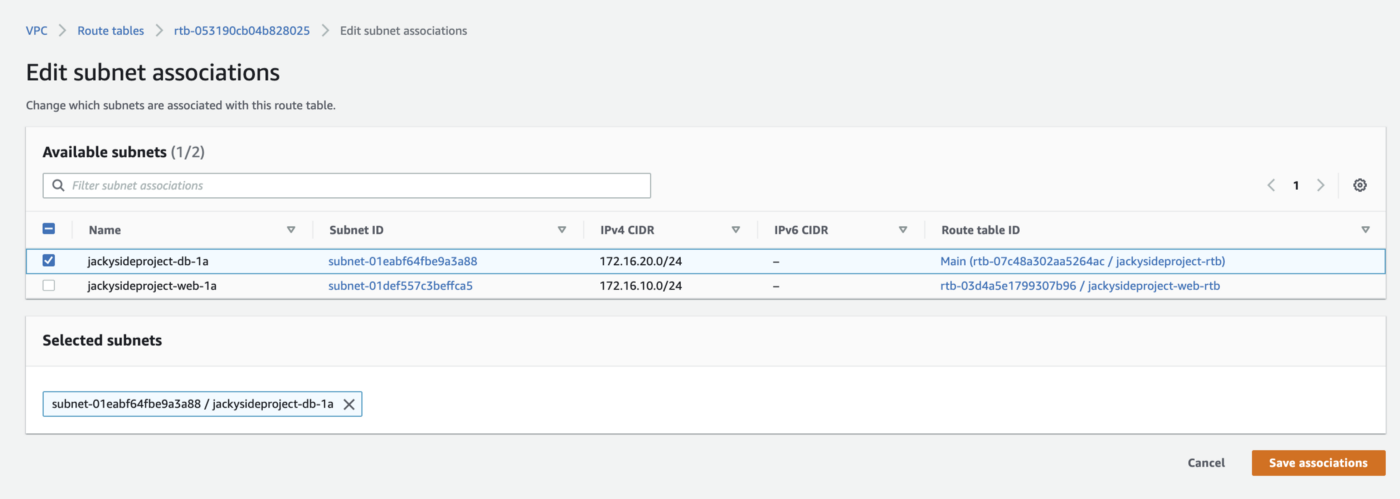 VPC > Route tables > rtb-053190cb04b828025 > Edit subnet associations
Edit subnet associations
Change which subnets are associated with this route table.
Available subnets (1/2)
Filter subnet associations
1
Name Subnet ID IPv4 CIDR IPv6 CIDR Route table ID
jackysideproject-db-1a subnet-01eabf64fbe9a3a88 172.16.20.0/24 – Main (rtb-07c48a302aa5264ac / jackysideproject-rtb)
jackysideproject-web-1a subnet-01def557c3beffca5 172.16.10.0/24 – rtb-03d4a5e1799307b96 / jackysideproject-web-rtb
Selected subnets
subnet-01eabf64fbe9a3a88 / jackysideproject-db-1a
Cancel Save associations